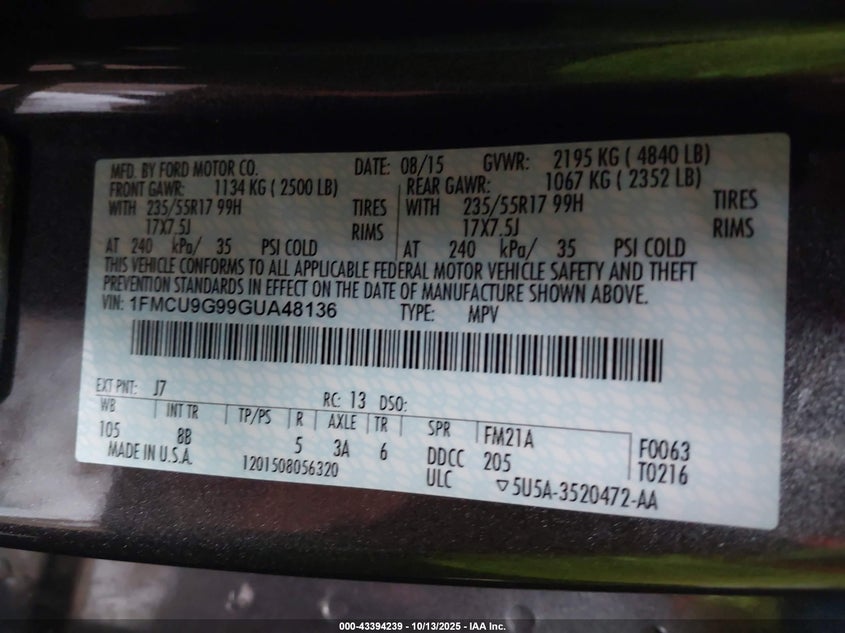 MFD. BY FORD MOTOR CO. DATE: 08/15 GVWR: 2195 KG ( 4840 LB)
FRONT GAWR: 1134 KG ( 2500 LB) REAR GAWR: 1067 KG ( 2352 LB)
WITH 235/55R17 99H TIRES WITH 235/55R17 99H TIRES
17X7.5J RIMS 17X7.5J RIMS
AT 240 kPa/ 35 PSI COLD AT 240 kPa/ 35 PSI COLD
THIS VEHICLE CONFORMS TO ALL APPLICABLE FEDERAL MOTOR VEHICLE SAFETY AND THEFT
PREVENTION STANDARDS IN EFFECT ON THE DATE OF MANUFACTURE SHOWN ABOVE.
VIN: 1FMCU9G99GUA48136 TYPE: MPV
EXT PNT: J7 RC: 13 DSO:
WB INT TR TP/PS R AXLE TR SPR FM21A F0063
105 8B 5 3A 6 DDCC 205 T0216
MADE IN U.S.A. 1201508056320 ULC ▽5U5A-3520472-AA
000-43394239 - 10/13/2025 - IAA Inc.